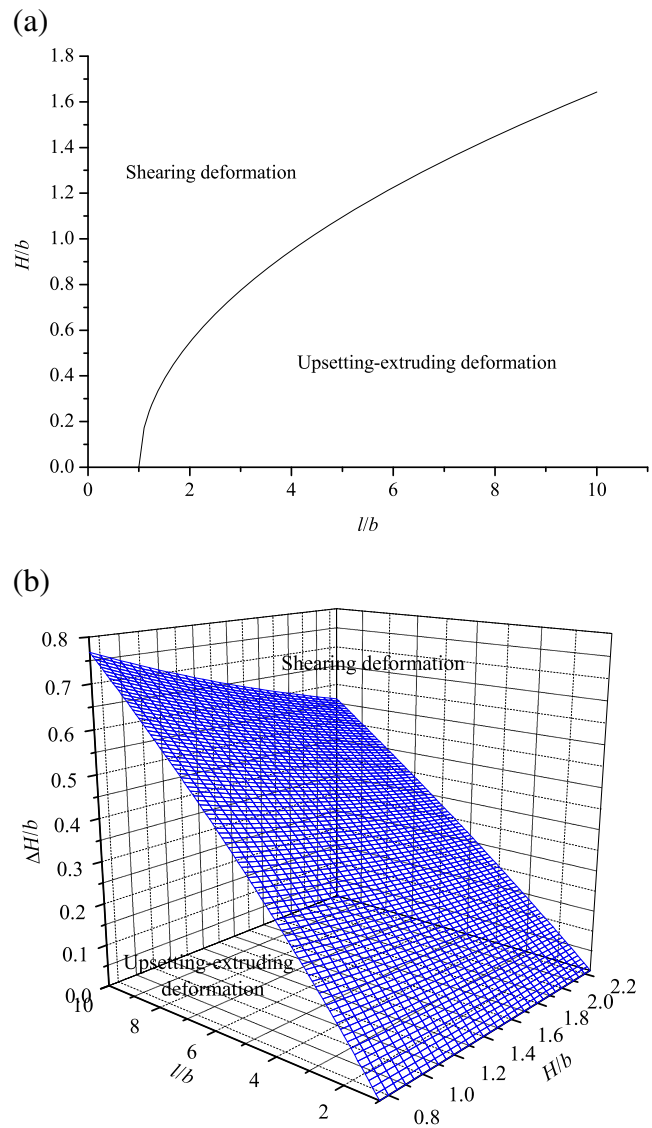 (a)
1.8
1.6
1.4
1.2
1.0
0.8
0.6
0.4
0.2
0.0
H/b
Shearing deformation
Upsetting-extruding deformation
0 2 4 6 8 10
l/b
(b)
0.8
0.7
0.6
0.5
0.4
0.3
0.2
0.1
0.0
ΔH/b
Shearing deformation
Upsetting-extruding
deformation
10
8
6
4
2
l/b
0.8
1.0
1.2
1.4
1.6
1.8
2.0
2.2
H/b